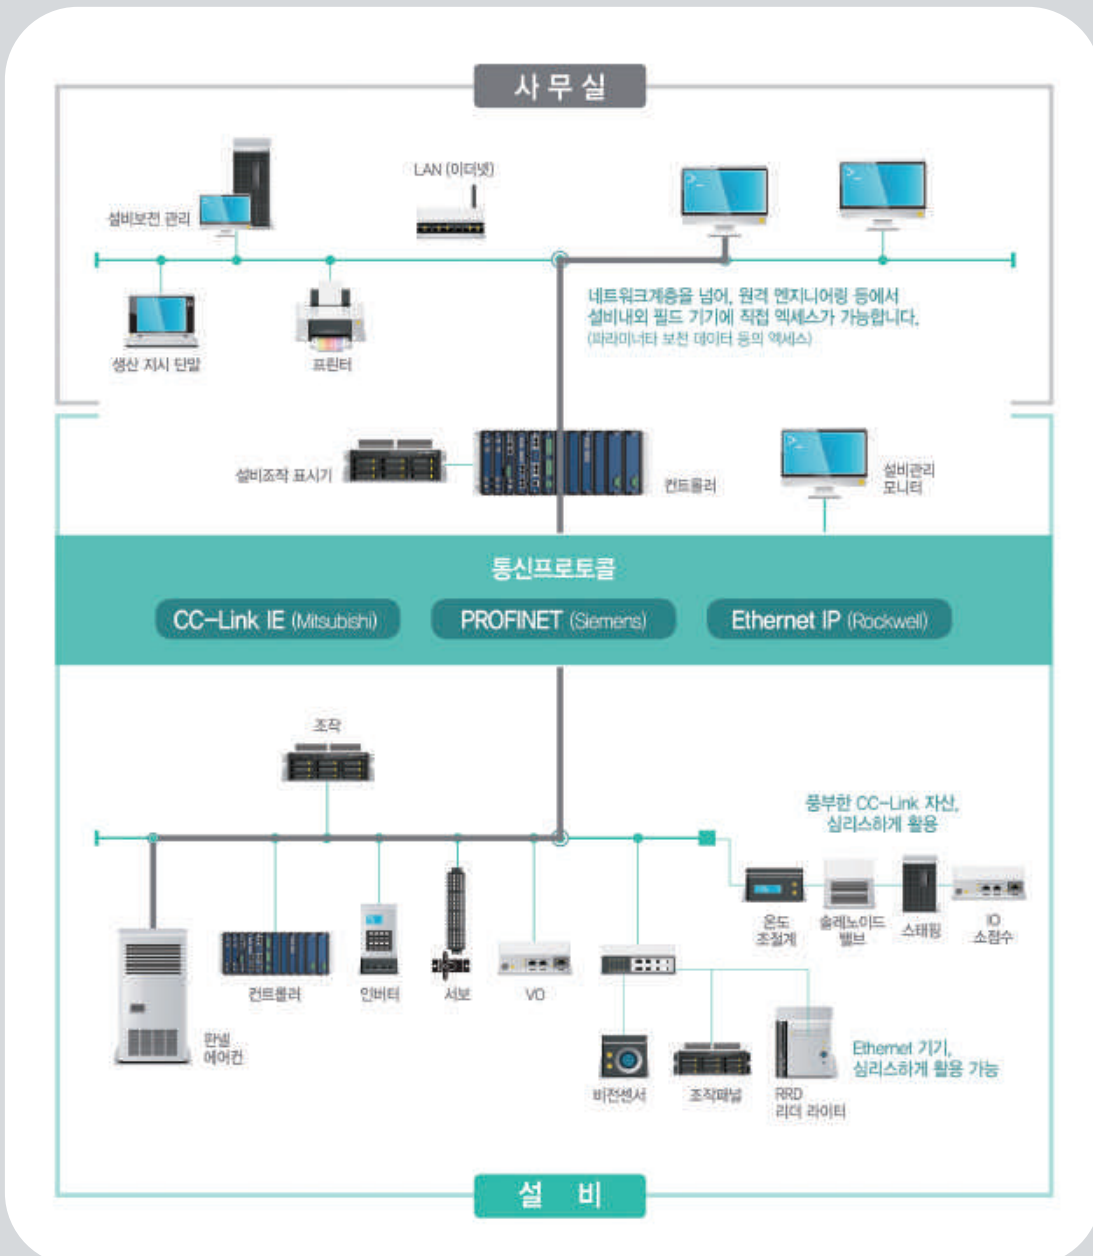 사 무 실
LAN (이더넷)
설비보전 관리
네트워크계층을 넘어, 원격 엔지니어링 등에서
설비내외 필드 기기에 직접 엑세스가 가능합니다.
(파라미너타 보전 데이터 등의 엑세스)
생산 지시 단말
프린터
설비조작 표시기
컨트롤러
설비관리
모니터
통신프로토콜
CC-Link IE (Mitsubishi)
PROFINET (Siemens)
Ethernet IP (Rockwell)
조작
풍부한 CC-Link 자산,
심리스하게 활용
온도
조절계
솔레노이드
밸브
스태핑
IO
소점수
판넬
에어컨
컨트롤러
인버터
서보
I/O
Ethernet 기기,
심리스하게 활용 가능
비전센서
조작패널
RRD
리더 라이터
설 비